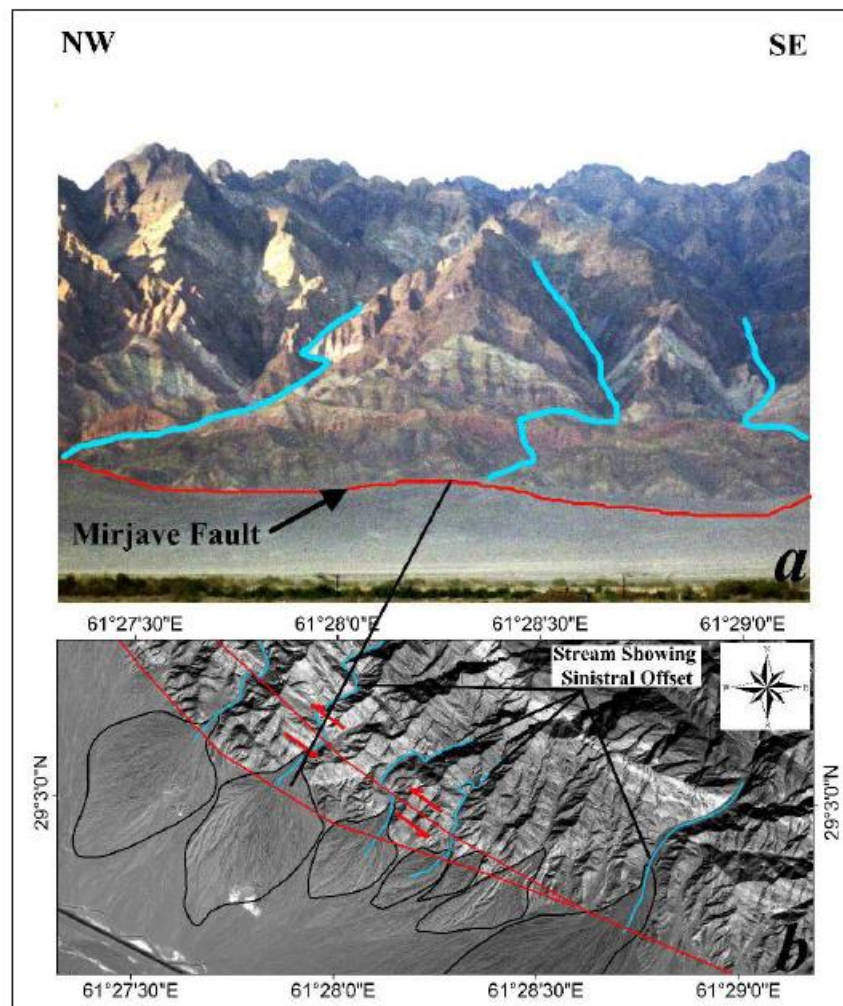 NW
SE
Mirjave Fault
a
61°27'30"E
61°28'0"E
61°28'30"E
61°29'0"E
Stream Showing
Sinistral Offset
N
W
E
S
29°3'0"N
29°3'0"N
b
61°27'30"E
61°28'0"E
61°28'30"E
61°29'0"E